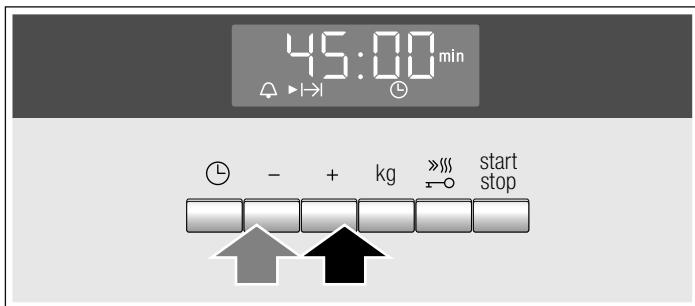 45:00 min
− + kg start
stop